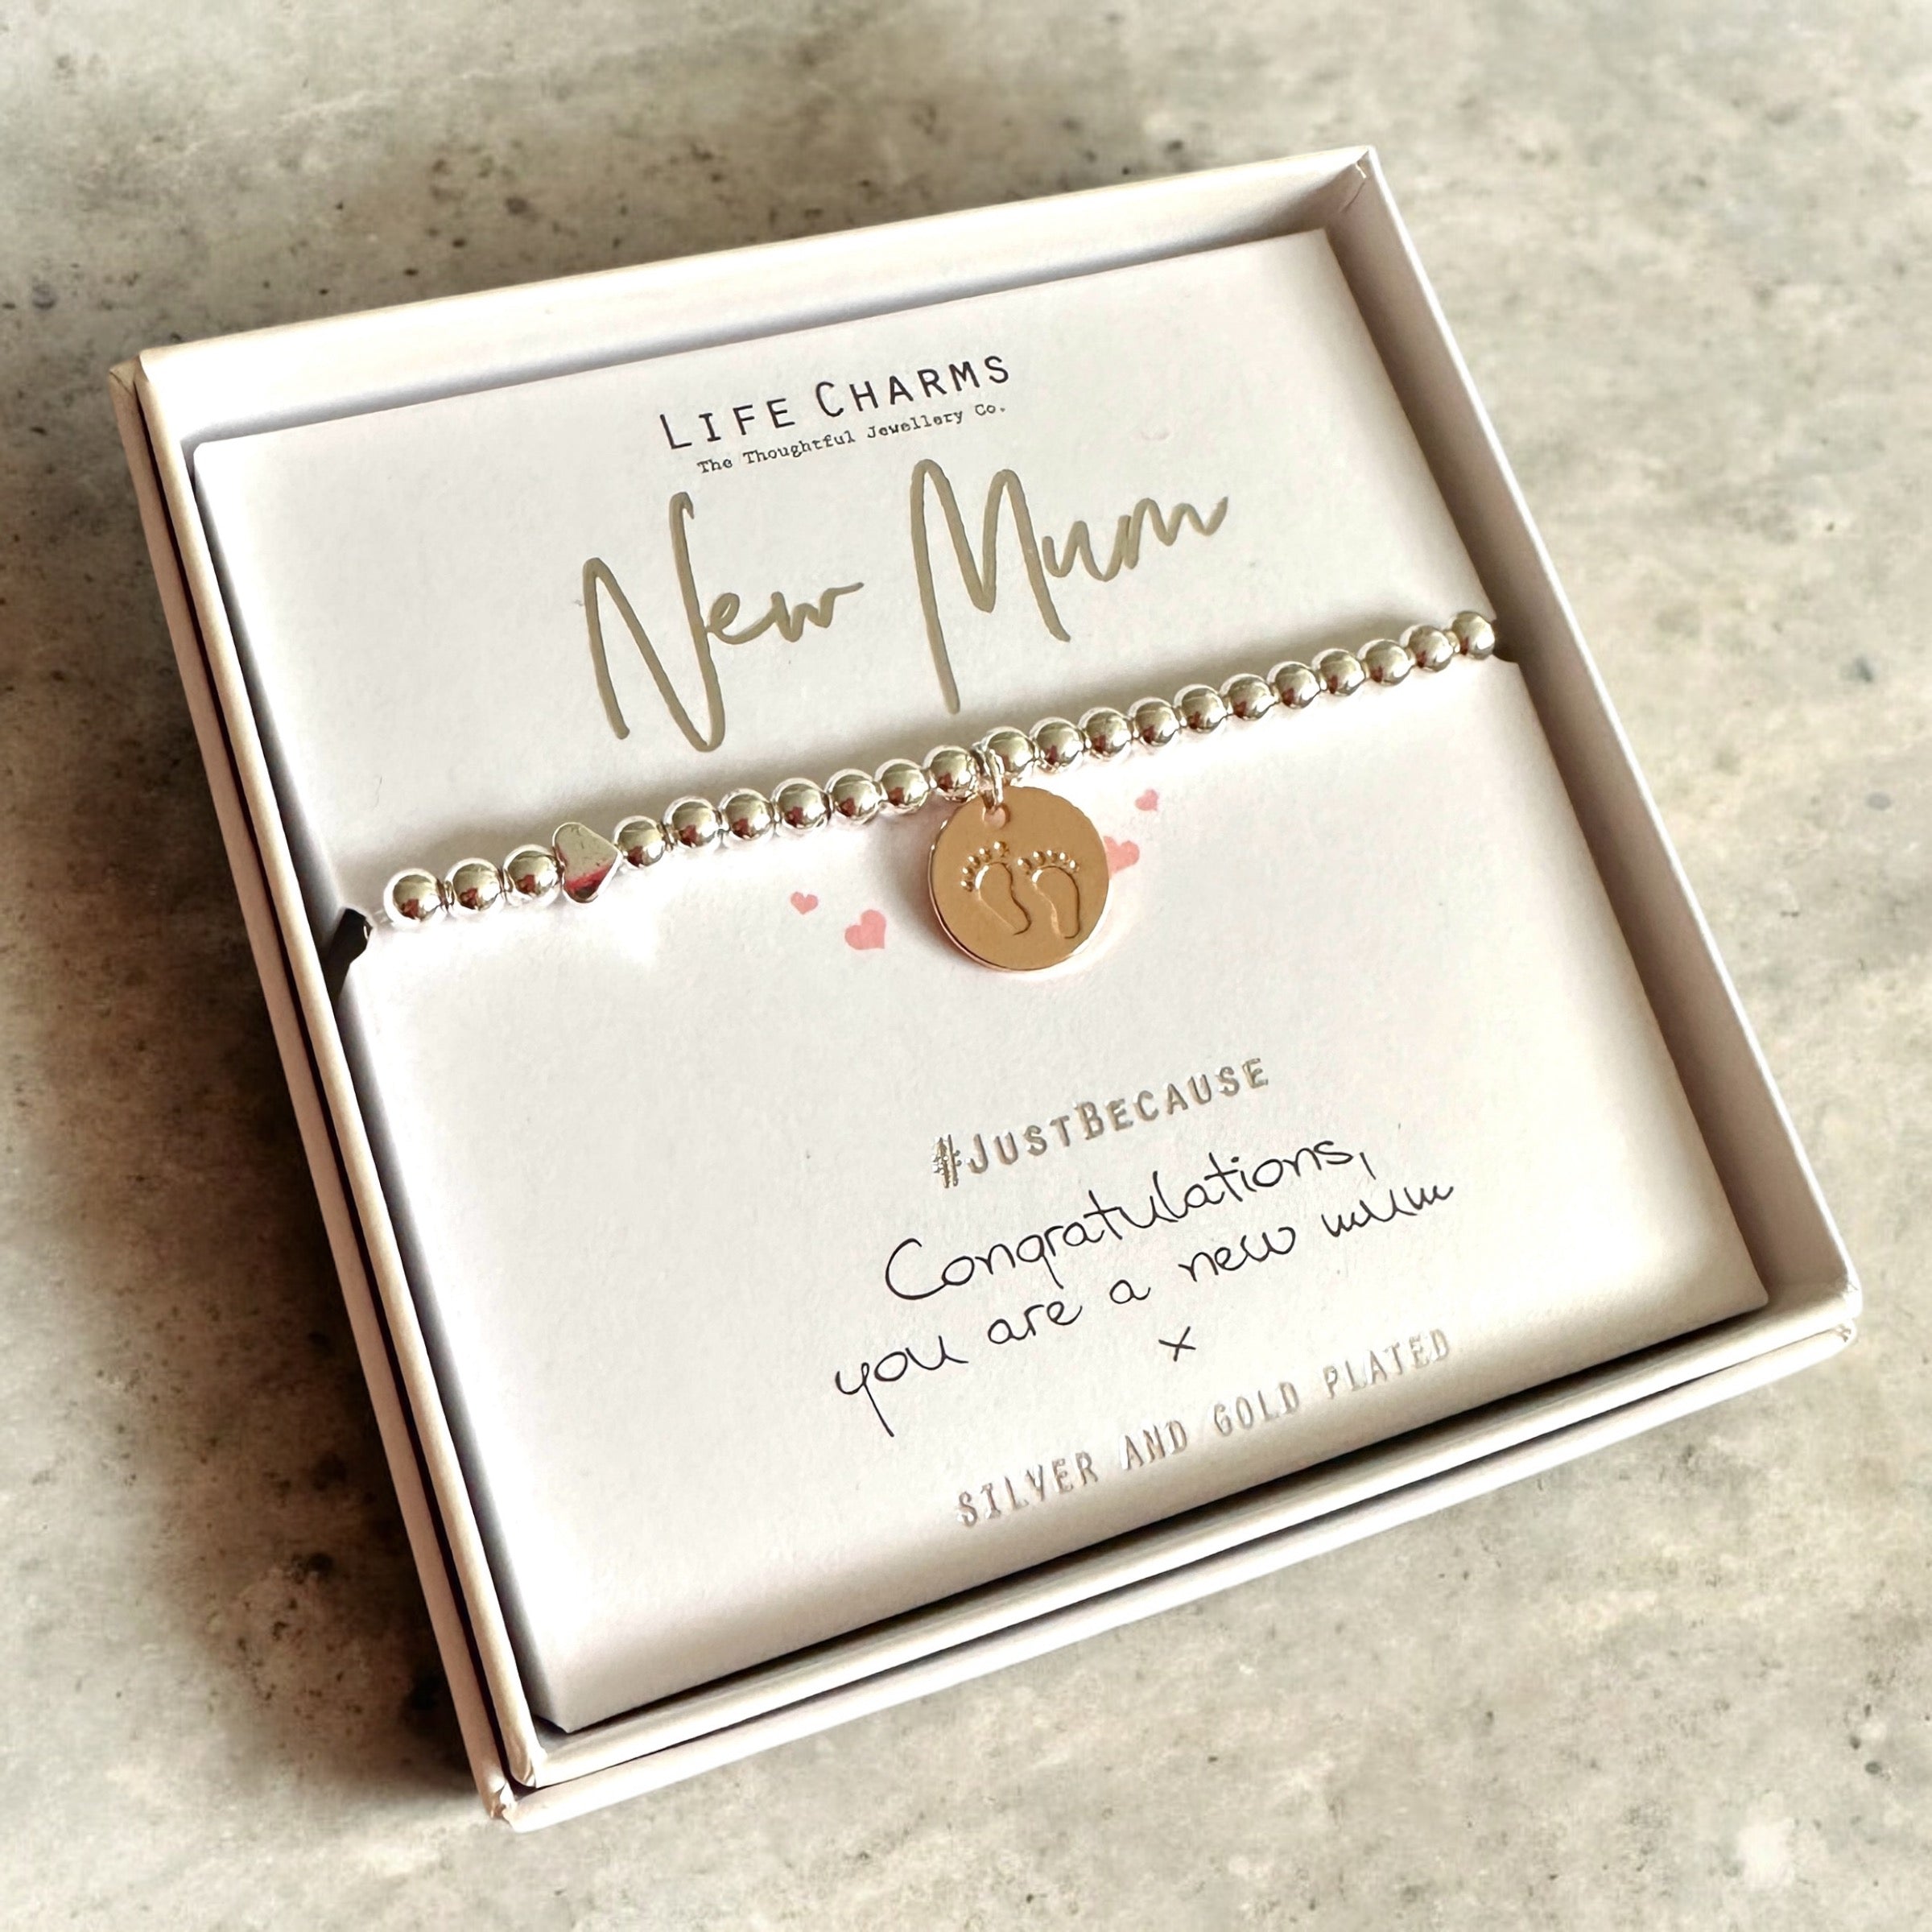 LIFE CHARMS
The Thoughtful Jewellery Co.
New Mum
#JUSTBECAUSE
Congratulations,
you are a new mum
x
SILVER AND GOLD PLATED